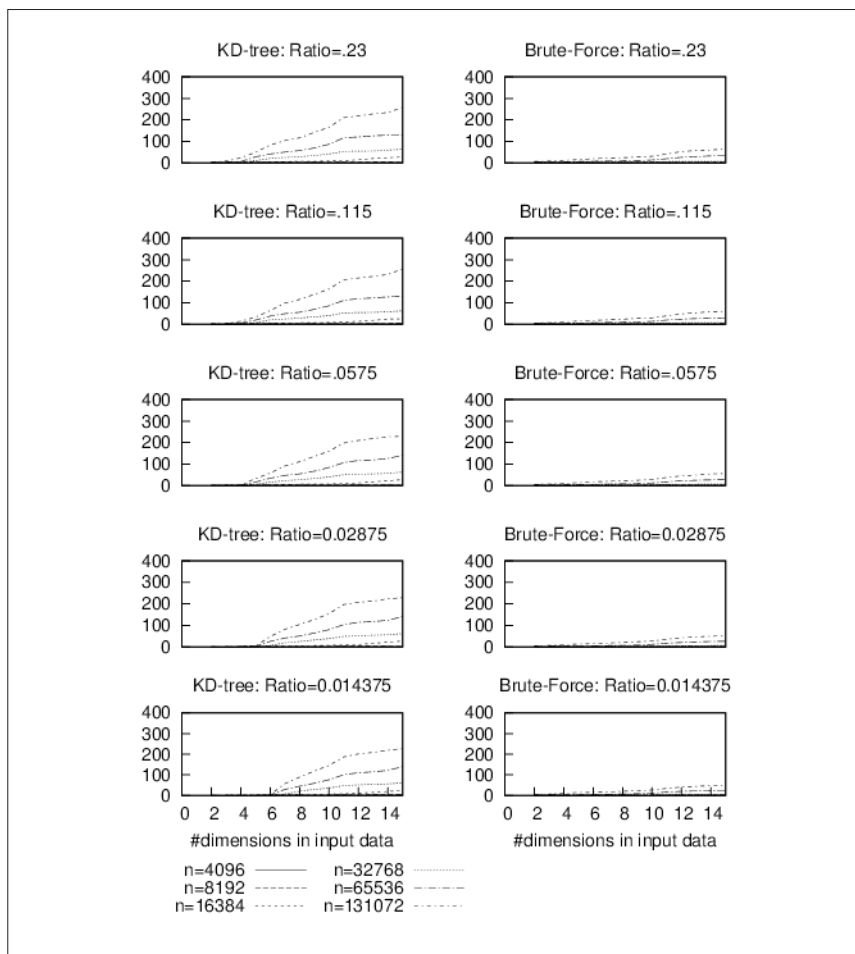 KD-tree: Ratio=.23
400
300
200
100
0
Brute-Force: Ratio=.23
400
300
200
100
0
KD-tree: Ratio=.115
400
300
200
100
0
Brute-Force: Ratio=.115
400
300
200
100
0
KD-tree: Ratio=.0575
400
300
200
100
0
Brute-Force: Ratio=.0575
400
300
200
100
0
KD-tree: Ratio=0.02875
400
300
200
100
0
Brute-Force: Ratio=0.02875
400
300
200
100
0
KD-tree: Ratio=0.014375
400
300
200
100
0
0 2 4 6 8 10 12 14
#dimensions in input data
Brute-Force: Ratio=0.014375
400
300
200
100
0
0 2 4 6 8 10 12 14
#dimensions in input data
n=4096
n=8192
n=16384
n=32768
n=65536
n=131072